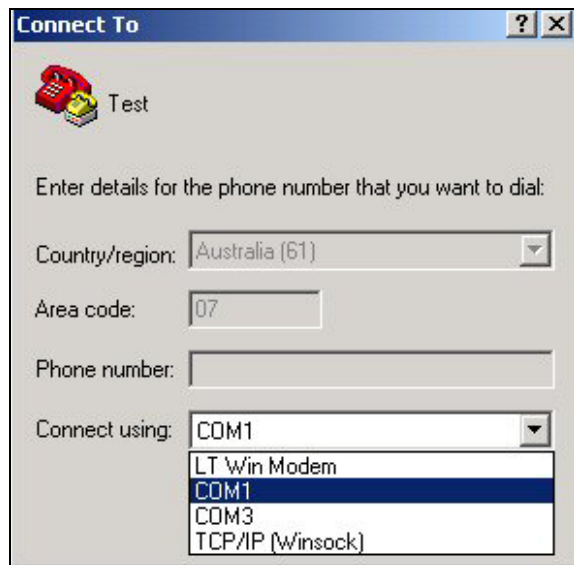 Connect To
Test
Enter details for the phone number that you want to dial:
Country/region: Australia (61)
Area code: 07
Phone number:
Connect using: COM1
LT Win Modem
COM1
COM3
TCP/IP (Winsock)